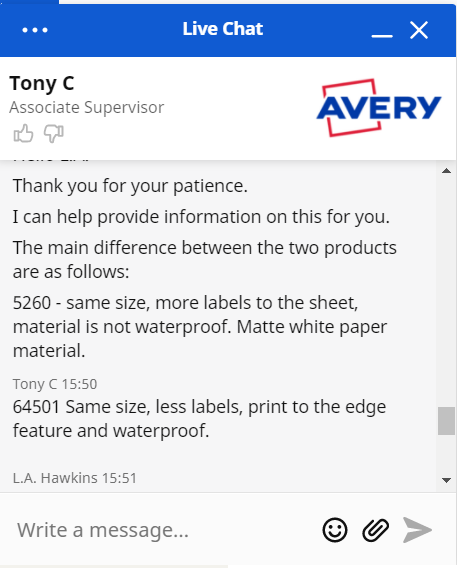 Live Chat
Tony C
Associate Supervisor
AVERY
Thank you for your patience.
I can help provide information on this for you.
The main difference between the two products
are as follows:
5260 - same size, more labels to the sheet,
material is not waterproof. Matte white paper
material.
Tony C 15:50
64501 Same size, less labels, print to the edge
feature and waterproof.
L.A. Hawkins 15:51
Write a message...